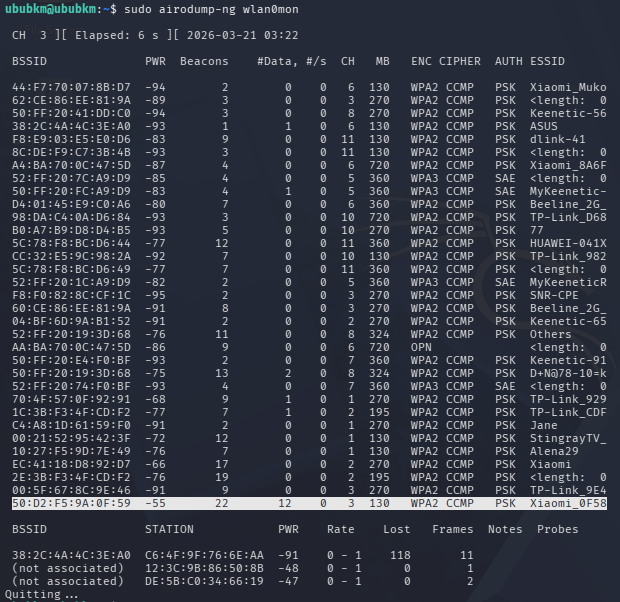 ububkm@ububkm:~$ sudo airodump-ng wlan0mon
CH  3 ][ Elapsed: 6 s ][ 2026-03-21 03:22
BSSID              PWR  Beacons    #Data, #/s  CH   MB   ENC CIPHER  AUTH ESSID
44:F7:70:07:8B:D7  -94        2        0    0   6  130   WPA2 CCMP   PSK  Xiaomi_Muko
62:CE:86:EE:81:9A  -89        3        0    0   3  270   WPA2 CCMP   PSK  <length:  0
50:FF:20:41:DD:C0  -94        3        0    0   8  270   WPA2 CCMP   PSK  Keenetic-56
38:2C:4A:4C:3E:A0  -93        1        1    0   6  130   WPA2 CCMP   PSK  ASUS
F8:E9:03:E5:E0:D6  -83        9        0    0  11  130   WPA2 CCMP   PSK  dlink-41
8C:DE:F9:C7:3B:4B  -93        3        0    0  11  130   WPA2 CCMP   PSK  <length:  0
A4:BA:70:0C:47:5D  -87        4        0    0   6  720   WPA2 CCMP   PSK  Xiaomi_8A6F
52:FF:20:7C:A9:D9  -85        4        0    0   5  360   WPA3 CCMP   SAE  <length:  0
50:FF:20:FC:A9:D9  -83        4        1    0   5  360   WPA3 CCMP   SAE  MyKeenetic-
D4:01:45:E9:C0:A6  -80        7        0    0   6  360   WPA2 CCMP   PSK  Beeline_2G_
98:DA:C4:0A:D6:84  -93        3        0    0  10  720   WPA2 CCMP   PSK  TP-Link_D68
B0:A7:B9:D8:D4:B5  -93        5        0    0  10  270   WPA2 CCMP   PSK  77
5C:78:F8:BC:D6:44  -77       12        0    0  11  360   WPA2 CCMP   PSK  HUAWEI-041X
CC:32:E5:9C:98:2A  -92        7        0    0  10  130   WPA2 CCMP   PSK  TP-Link_982
5C:78:F8:BC:D6:49  -77        7        0    0  11  360   WPA2 CCMP   PSK  <length:  0
52:FF:20:1C:A9:D9  -82        2        0    0   5  360   WPA3 CCMP   SAE  MyKeeneticR
F8:F0:82:8C:CF:1C  -95        2        0    0   3  270   WPA2 CCMP   PSK  SNR-CPE
60:CE:86:EE:81:9A  -91        8        0    0   3  270   WPA2 CCMP   PSK  Beeline_2G_
04:BF:6D:9A:B1:52  -91        2        0    0   2  270   WPA2 CCMP   PSK  Keenetic-65
52:FF:20:19:3D:68  -76       11        0    0   8  324   WPA2 CCMP   PSK  Others
AA:BA:70:0C:47:5D  -86        9        0    0   6  720   OPN              <length:  0
50:FF:20:E4:F0:BF  -93        2        0    0   7  360   WPA2 CCMP   PSK  Keenetic-91
50:FF:20:19:3D:68  -75       13        2    0   8  324   WPA2 CCMP   PSK  D+N@78-10=k
52:FF:20:74:F0:BF  -93        4        0    0   7  360   WPA3 CCMP   SAE  <length:  0
70:4F:57:0F:92:91  -68        9        1    0   1  270   WPA2 CCMP   PSK  TP-Link_929
1C:3B:F3:4F:CD:F2  -77        7        1    0   2  195   WPA2 CCMP   PSK  TP-Link_CDF
C4:A8:1D:61:59:F0  -91        2        0    0   1  270   WPA2 CCMP   PSK  Jane
00:21:52:95:42:3F  -72       12        0    0   1  130   WPA2 CCMP   PSK  StingrayTV_
10:27:F5:9D:7E:49  -76        7        0    0   1  130   WPA2 CCMP   PSK  Alena29
EC:41:18:D8:92:D7  -66       17        0    0   2  270   WPA2 CCMP   PSK  Xiaomi
2E:3B:F3:4F:CD:F2  -76       19        0    0   2  195   WPA2 CCMP   PSK  <length:  0
00:5F:67:8C:9E:46  -91        9        0    0   3  270   WPA2 CCMP   PSK  TP-Link_9E4
50:D2:F5:9A:0F:59  -55       22       12    0   3  130   WPA2 CCMP   PSK  Xiaomi_0F58
BSSID              STATION            PWR    Rate    Lost   Frames  Notes  Probes
38:2C:4A:4C:3E:A0  C6:4F:9F:76:6E:AA  -91    0 - 1    118       11
(not associated)   12:3C:9B:86:50:8B  -48    0 - 1      0        1
(not associated)   DE:5B:C0:34:66:19  -47    0 - 1      0        2
Quitting...